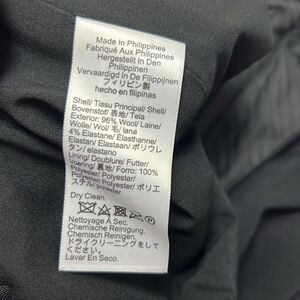 Made In Philippines
Fabriqué Aux Philippines
Hergestellt In Den
Philippinen
Vervaardigd In De Filippijnen
フィリピン製
hecho en filipinas
Shell/ Tissu Principal/ Shell/
Bovenstof/ 表地/ Tela
Exterior: 96% Wool/ Laine/
Wolle/ Wol/ 毛/ lana
4% Elastane/ Élasthanne/
Elastan/ Elastaan/ ポリウレ
タン/ elastano
Lining/ Doublure/ Futter/
Voering/ 裏地/ Forro: 100%
Polyester/ Polyester/
Polyester/ Polyester/ ポリエ
ステル/ Poliéster
Dry Clean.
Nettoyage À Sec.
Chemisch Reinigen.
Chemisch Reinigen.
ドライクリーニングをしてく
ださい。
Lavar En Seco.